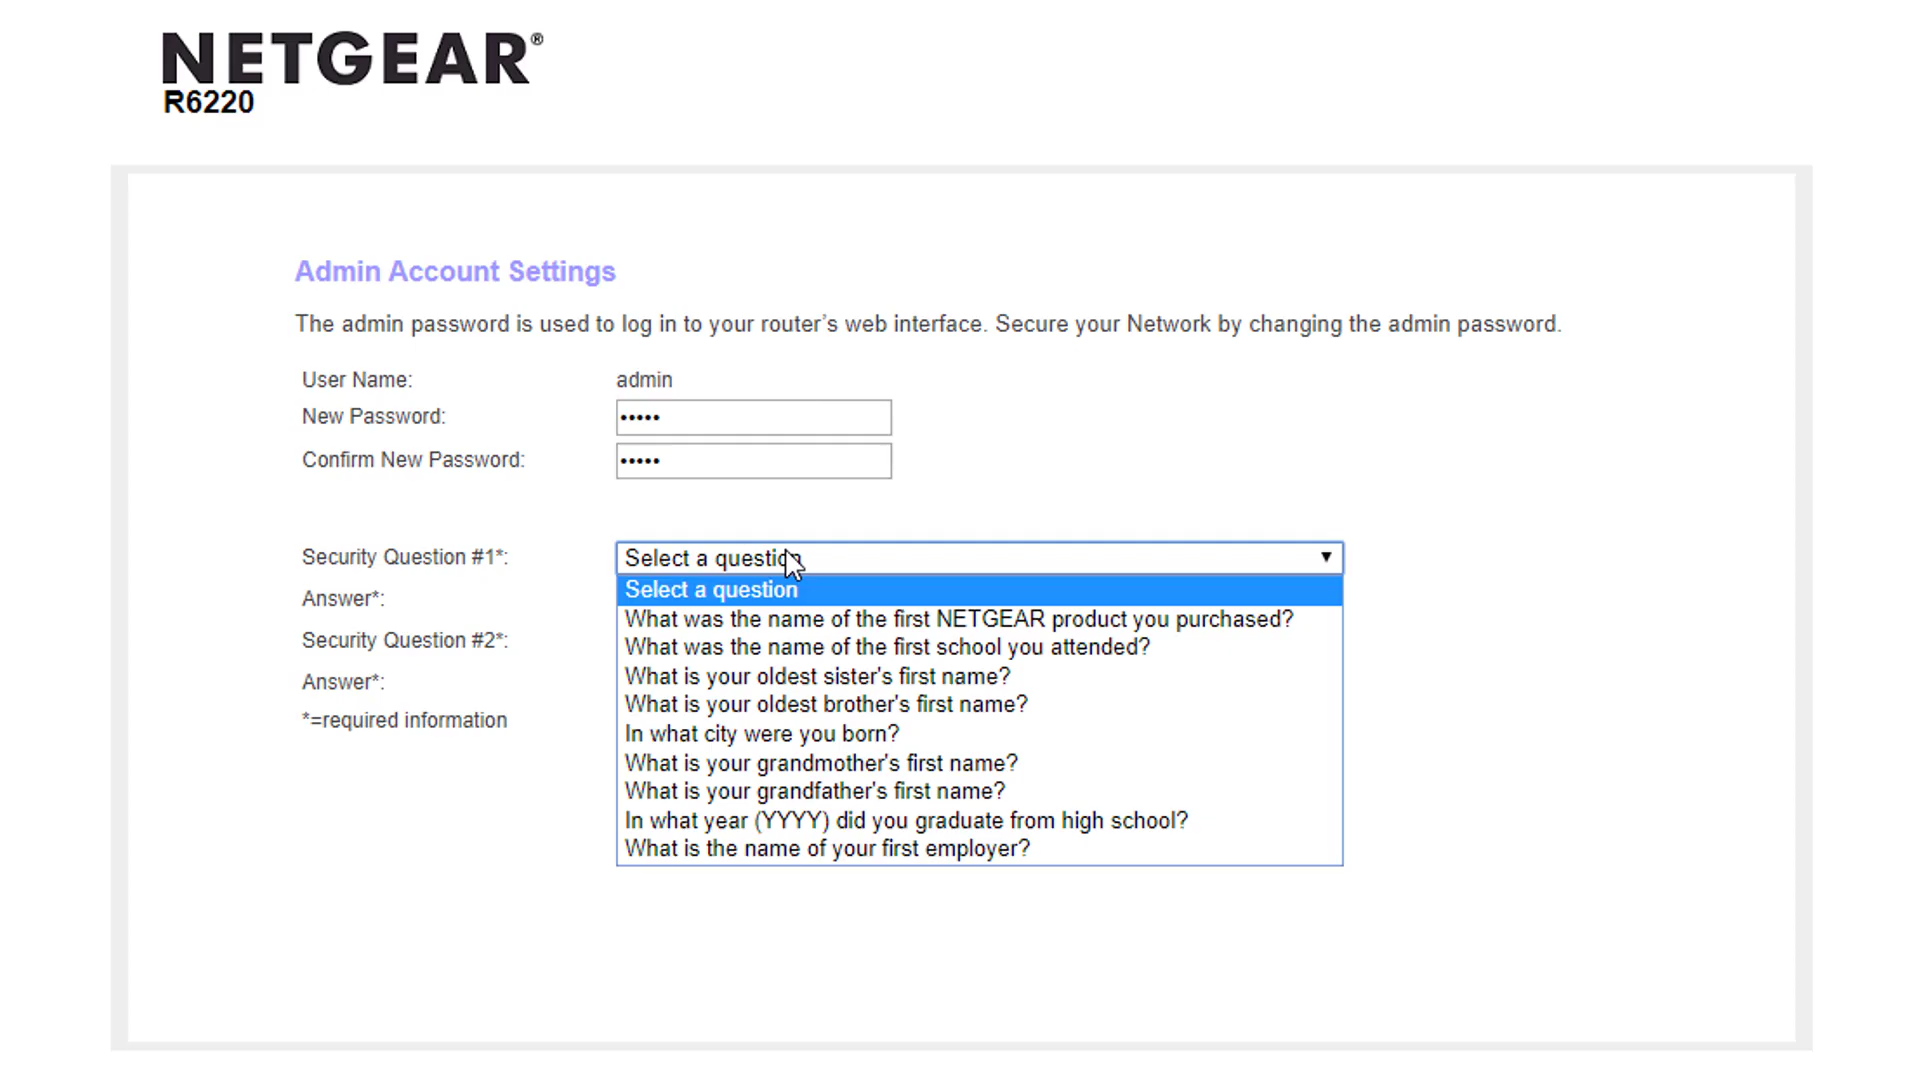 NETGEAR®
R6220
Admin Account Settings
The admin password is used to log in to your router’s web interface. Secure your Network by changing the admin password.
User Name: admin
New Password: •••••
Confirm New Password: •••••
Security Question #1*: Select a question ▼
Select a question
Answer*:
What was the name of the first NETGEAR product you purchased?
Security Question #2*:
What was the name of the first school you attended?
What is your oldest sister's first name?
Answer*:
What is your oldest brother's first name?
*=required information
In what city were you born?
What is your grandmother's first name?
What is your grandfather's first name?
In what year (YYYY) did you graduate from high school?
What is the name of your first employer?